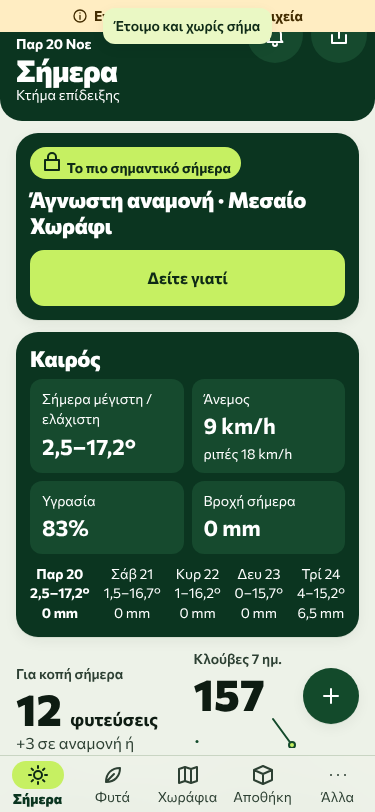 Έτοιμο και χωρίς σήμα
Παρ 20 Νοε
Σήμερα
Κτήμα επίδειξης
Το πιο σημαντικό σήμερα
Άγνωστη αναμονή · Μεσαίο
Χωράφι
Δείτε γιατί
Καιρός
Σήμερα μέγιστη /
ελάχιστη
2,5–17,2°
Άνεμος
9 km/h
ριπές 18 km/h
Υγρασία
83%
Βροχή σήμερα
0 mm
Παρ 20 Σάβ 21 Κυρ 22 Δευ 23 Τρί 24
2,5–17,2° 1,5–16,7° 1–16,2° 0–15,7° 4–15,2°
0 mm 0 mm 0 mm 0 mm 6,5 mm
Για κοπή σήμερα
12 φυτεύσεις
+3 σε αναμονή ή
Κλούβες 7 ημ.
157
Σήμερα Φυτά Χωράφια Αποθήκη Άλλα